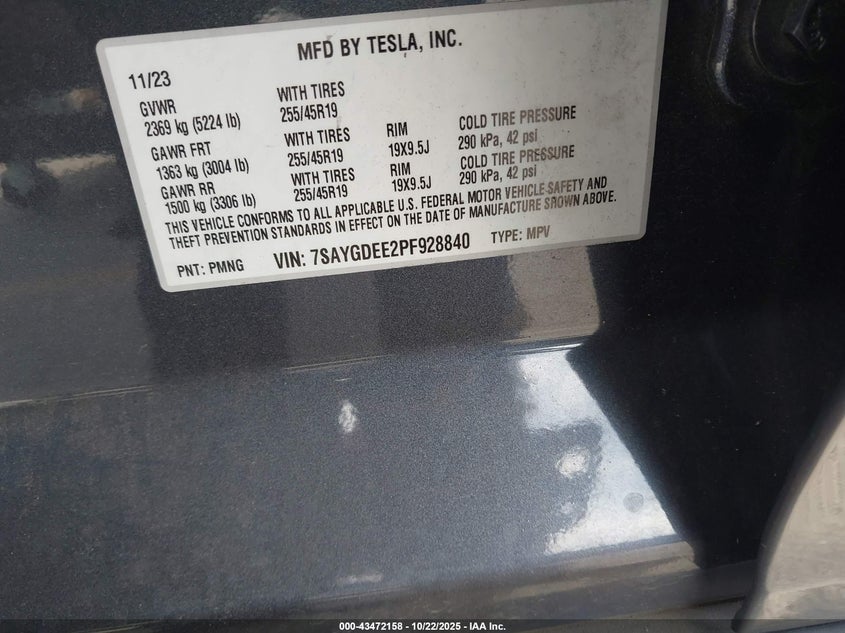 MFD BY TESLA, INC.
11/23
GVWR WITH TIRES
2369 kg (5224 lb) 255/45R19
GAWR FRT WITH TIRES RIM COLD TIRE PRESSURE
1363 kg (3004 lb) 255/45R19 19X9.5J 290 kPa, 42 psi
GAWR RR WITH TIRES RIM COLD TIRE PRESSURE
1500 kg (3306 lb) 255/45R19 19X9.5J 290 kPa, 42 psi
THIS VEHICLE CONFORMS TO ALL APPLICABLE U.S. FEDERAL MOTOR VEHICLE SAFETY AND
THEFT PREVENTION STANDARDS IN EFFECT ON THE DATE OF MANUFACTURE SHOWN ABOVE.
PNT: PMNG VIN: 7SAYGDEE2PF928840 TYPE: MPV
000-43472158 - 10/22/2025 - IAA Inc.